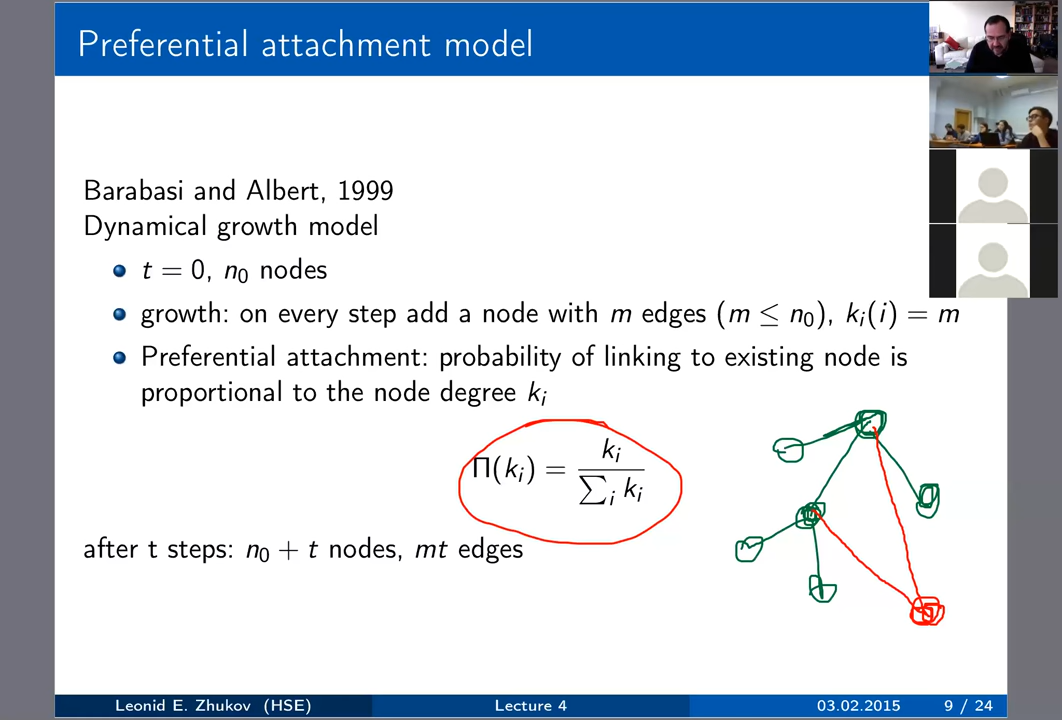 Preferential attachment model
Barabasi and Albert, 1999
Dynamical growth model
t = 0, n₀ nodes
growth: on every step add a node with m edges (m ≤ n₀), kᵢ(i) = m
Preferential attachment: probability of linking to existing node is
proportional to the node degree kᵢ
Π(kᵢ) = kᵢ / ∑ᵢ kᵢ
after t steps: n₀ + t nodes, mt edges
Leonid E. Zhukov (HSE) Lecture 4 03.02.2015 9 / 24